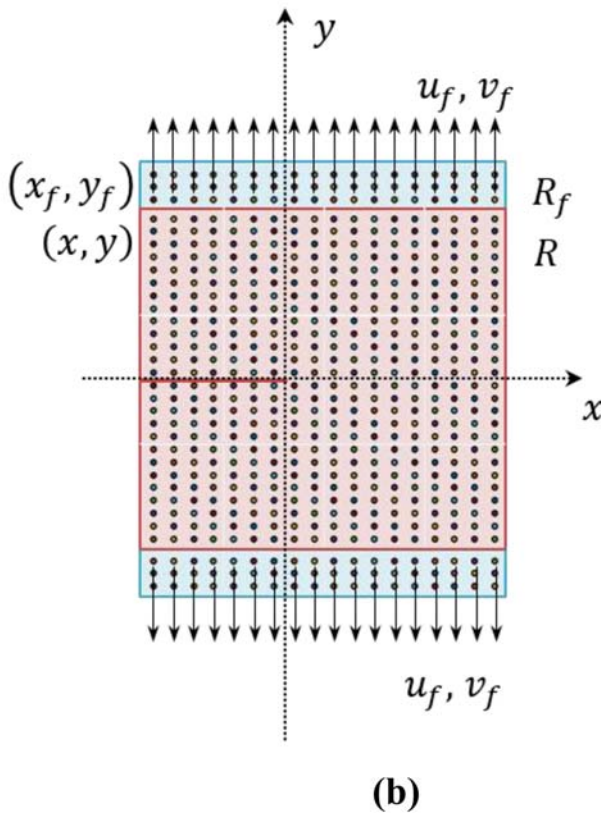 y
u_f, v_f
(x_f, y_f) R_f
(x, y) R
x
u_f, v_f
(b)